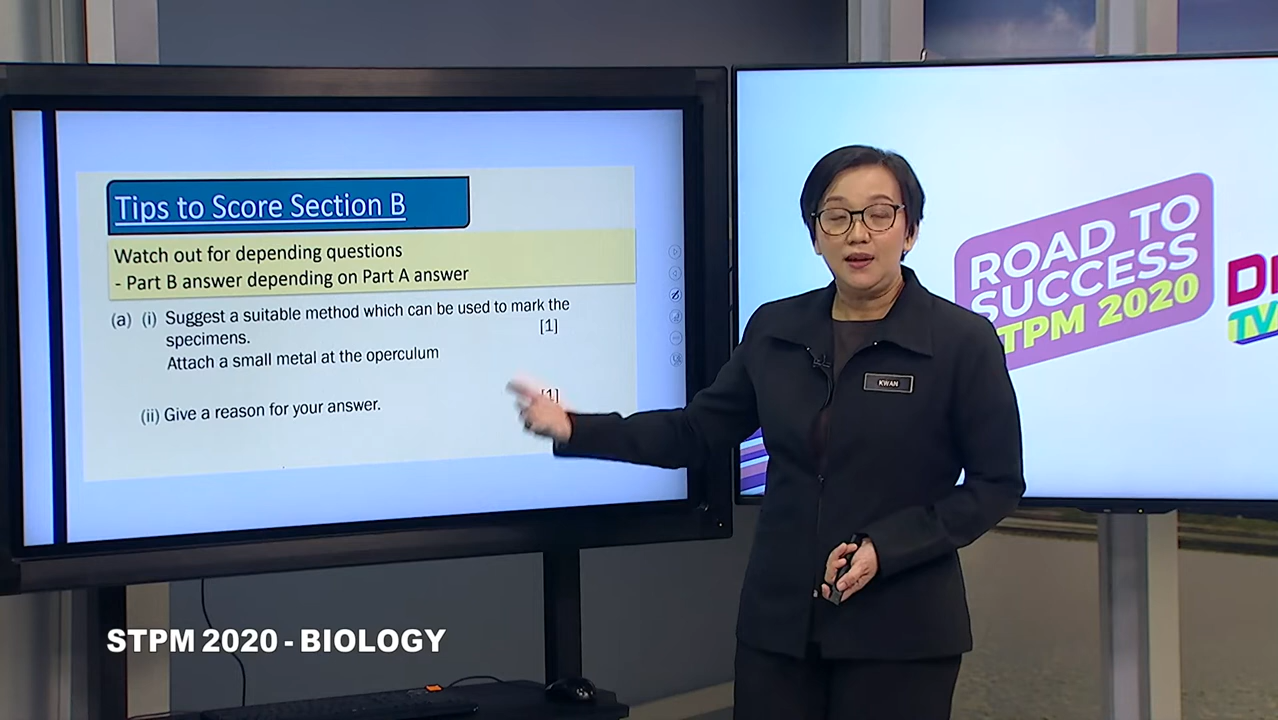 Tips to Score Section B
Watch out for depending questions
- Part B answer depending on Part A answer
(a) (i) Suggest a suitable method which can be used to mark the
specimens. [1]
Attach a small metal at the operculum
[1]
(ii) Give a reason for your answer.
ROAD TO
SUCCESS
STPM 2020
TV
KWAN
STPM 2020 - BIOLOGY